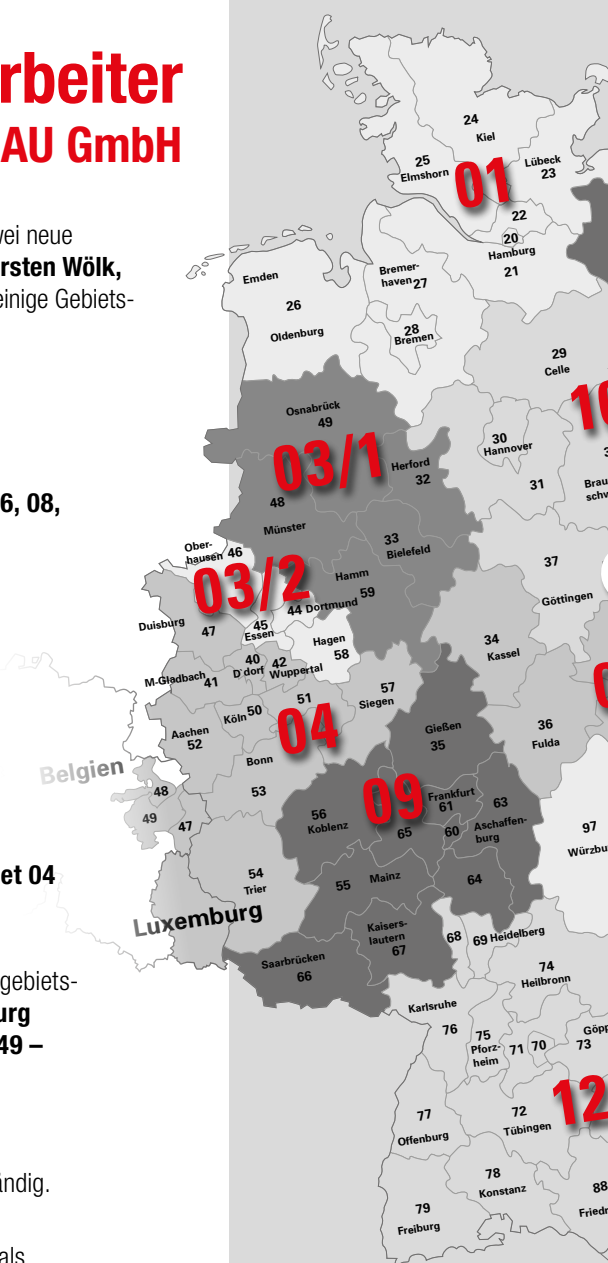 rbeiter
AU GmbH
wei neue
rsten Wölk,
einige Gebiets-
6, 08,
et 04
gebiets-
urg
49 –
ändig.
als
24
Kiel
25
Elmshorn
01
Lübeck
23
22
20
Hamburg
21
Emden
26
Oldenburg
Bremer-
haven 27
28
Bremen
29
Celle
Osnabrück
49
03/1
Herford
32
30
Hannover
31
Brau
schw
48
Münster
33
Bielefeld
Ober-
hausen 46
03/2
Hamm
59
44 Dortmund
37
Göttingen
Duisburg
47
45
Essen
Hagen
58
34
Kassel
M-Gladbach 41
40
D´dorf
42
Wuppertal
57
Siegen
51
Köln 50
04
Aachen
52
Bonn
53
Gießen
35
36
Fulda
Belgien
48
49
47
09
56
Koblenz
Frankfurt
61
63
65
60
Aschaffen-
burg
97
Würzbu
54
Trier
55
Mainz
64
Luxemburg
Kaisers-
lautern
67
68
69 Heidelberg
Saarbrücken
66
74
Heilbronn
Karlsruhe
76
75
Pforz-
heim
71
70
Göpp
73
12
77
Offenburg
72
Tübingen
78
Konstanz
88
Friedr
79
Freiburg